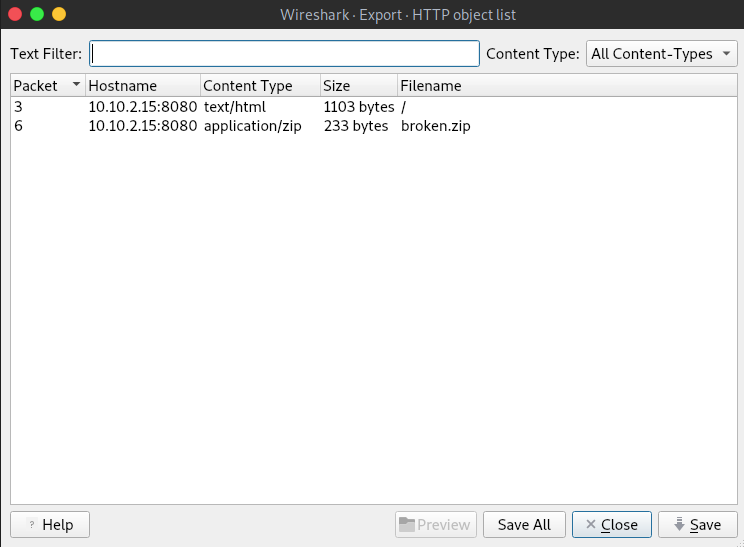 Wireshark · Export · HTTP object list
Text Filter: Content Type: All Content-Types
Packet Hostname Content Type Size Filename
3 10.10.2.15:8080 text/html 1103 bytes /
6 10.10.2.15:8080 application/zip 233 bytes broken.zip
? Help Preview Save All Close Save